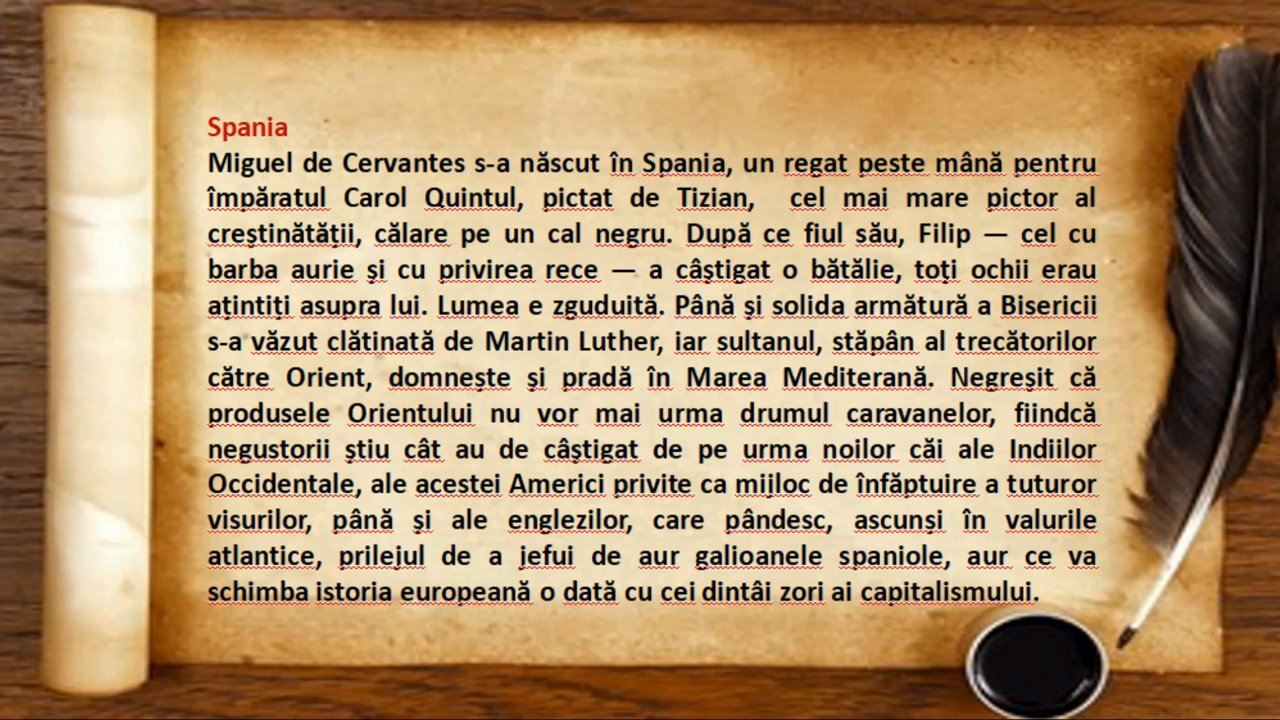 Spania
Miguel de Cervantes s-a născut în Spania, un regat peste mână pentru
împăratul Carol Quintul, pictat de Tizian, cel mai mare pictor al
creştinătăţii, călare pe un cal negru. După ce fiul său, Filip — cel cu
barba aurie şi cu privirea rece — a câştigat o bătălie, toţi ochii erau
aţintiţi asupra lui. Lumea e zguduită. Până şi solida armătură a Bisericii
s-a văzut clătinată de Martin Luther, iar sultanul, stăpân al trecătorilor
către Orient, domneşte şi pradă în Marea Mediterană. Negreşit că
produsele Orientului nu vor mai urma drumul caravanelor, fiindcă
negustorii ştiu cât au de câştigat de pe urma noilor căi ale Indiilor
Occidentale, ale acestei Americi privite ca mijloc de înfăptuire a tuturor
visurilor, până şi ale englezilor, care pândesc, ascunşi în valurile
atlantice, prilejul de a jefui de aur galioanele spaniole, aur ce va
schimba istoria europeană o dată cu cei dintâi zori ai capitalismului.